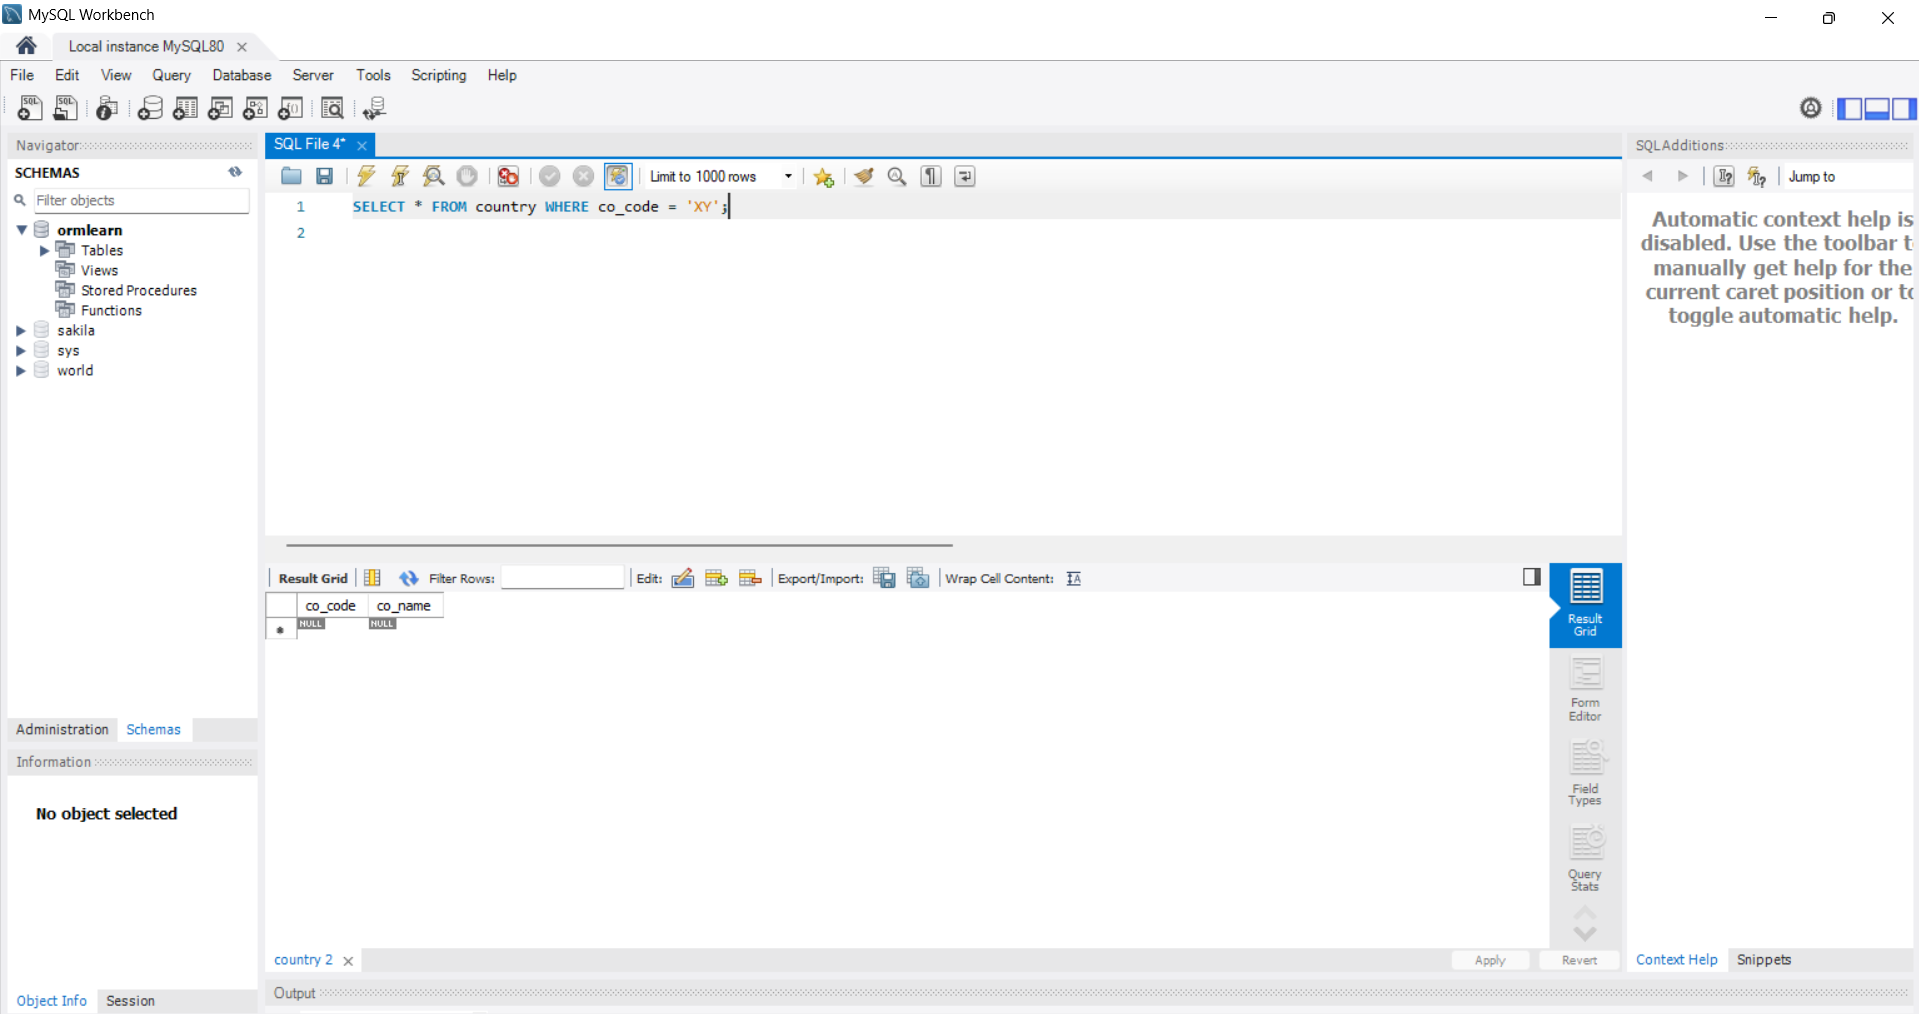 MySQL Workbench
Local instance MySQL80
File Edit View Query Database Server Tools Scripting Help
Navigator
SCHEMAS
Filter objects
ormlearn
Tables
Views
Stored Procedures
Functions
sakila
sys
world
Administration Schemas
Information
No object selected
Object Info Session
SQL File 4*
Limit to 1000 rows
1 SELECT * FROM country WHERE co_code = 'XY';
2
Result Grid Filter Rows: Edit: Export/Import: Wrap Cell Content:
co_code co_name
NULL NULL
Result
Grid
Form
Editor
Field
Types
Query
Stats
country 2
Apply Revert
Output
SQLAdditions
Jump to
Automatic context help is
disabled. Use the toolbar t
manually get help for the
current caret position or to
toggle automatic help.
Context Help Snippets